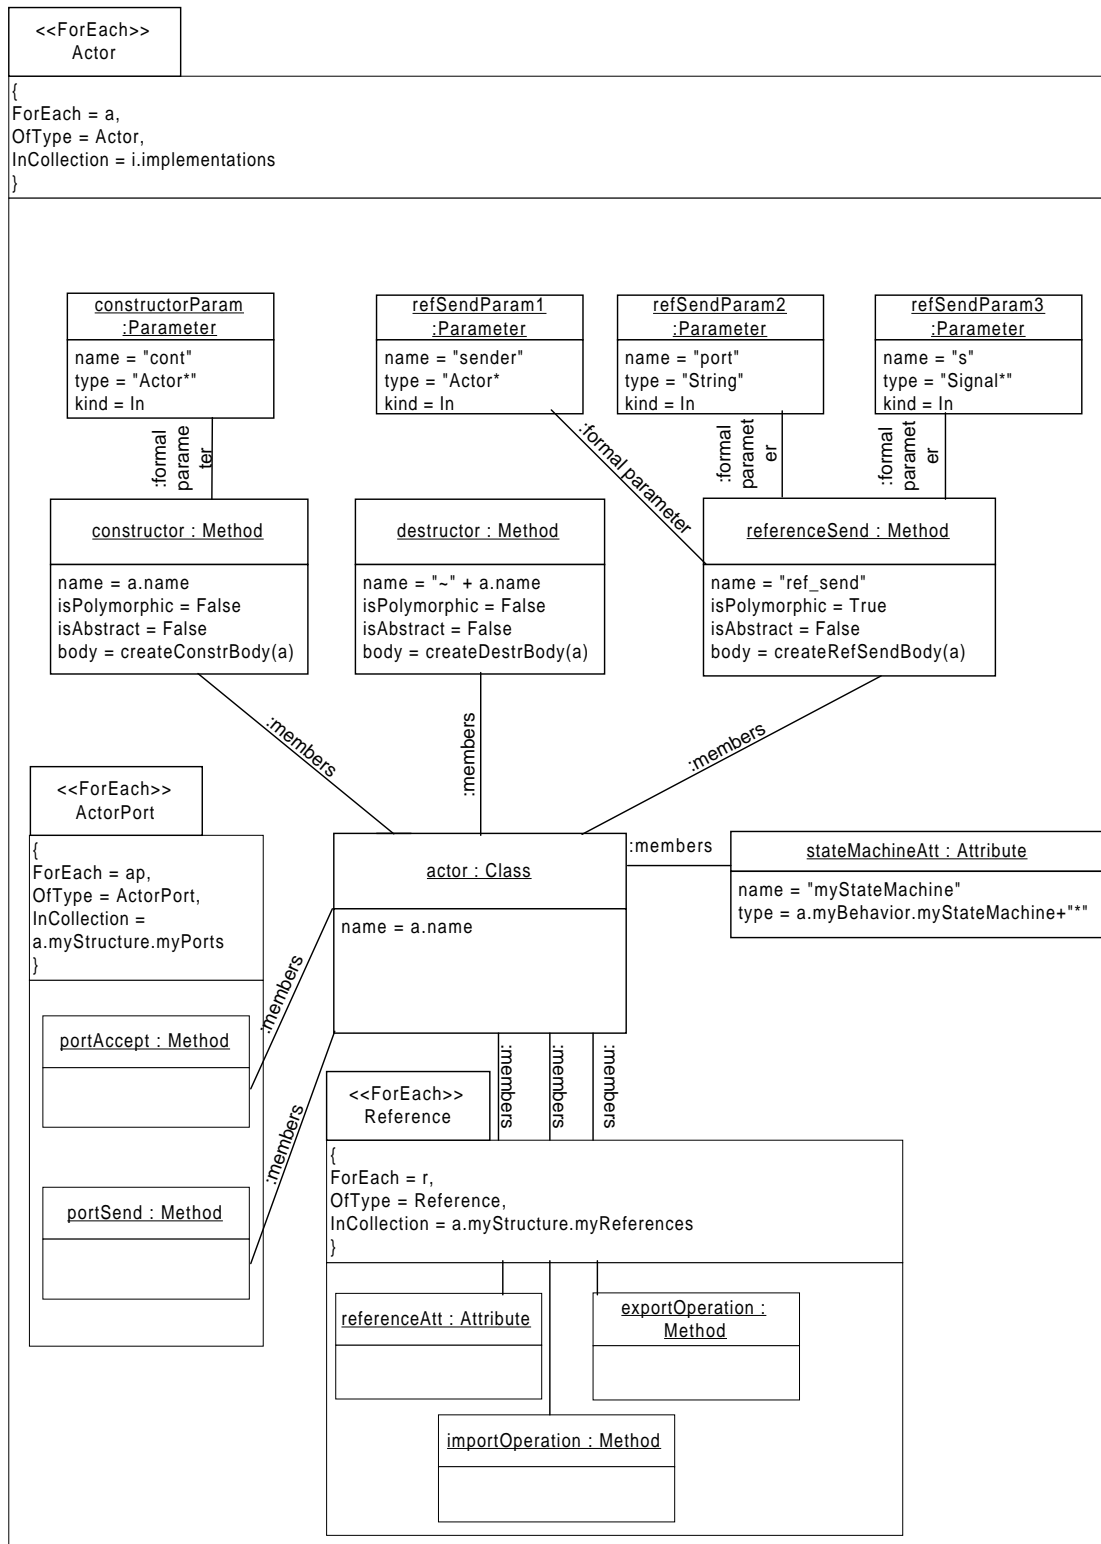 <<ForEach>>
Actor
{
ForEach = a,
OfType = Actor,
InCollection = i.implementations
}
constructorParam
:Parameter
name = "cont"
type = "Actor*"
kind = In
refSendParam1
:Parameter
name = "sender"
type = "Actor*
kind = In
refSendParam2
:Parameter
name = "port"
type = "String"
kind = In
refSendParam3
:Parameter
name = "s"
type = "Signal*"
kind = In
:formal
parame
ter
:formal parameter
:formal
paramet
er
:formal
paramet
er
constructor : Method
name = a.name
isPolymorphic = False
isAbstract = False
body = createConstrBody(a)
destructor : Method
name = "~" + a.name
isPolymorphic = False
isAbstract = False
body = createDestrBody(a)
referenceSend : Method
name = "ref_send"
isPolymorphic = True
isAbstract = False
body = createRefSendBody(a)
:members
:members
:members
<<ForEach>>
ActorPort
{
ForEach = ap,
OfType = ActorPort,
InCollection =
a.myStructure.myPorts
}
actor : Class
name = a.name
:members
stateMachineAtt : Attribute
name = "myStateMachine"
type = a.myBehavior.myStateMachine+"*"
portAccept : Method
:members
portSend : Method
:members
:members
:members
:members
<<ForEach>>
Reference
{
ForEach = r,
OfType = Reference,
InCollection = a.myStructure.myReferences
}
referenceAtt : Attribute
exportOperation :
Method
importOperation : Method